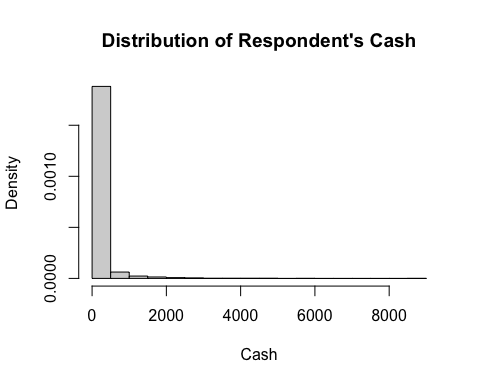 Distribution of Respondent's Cash
Density
0.0010
0.0000
0 2000 4000 6000 8000
Cash